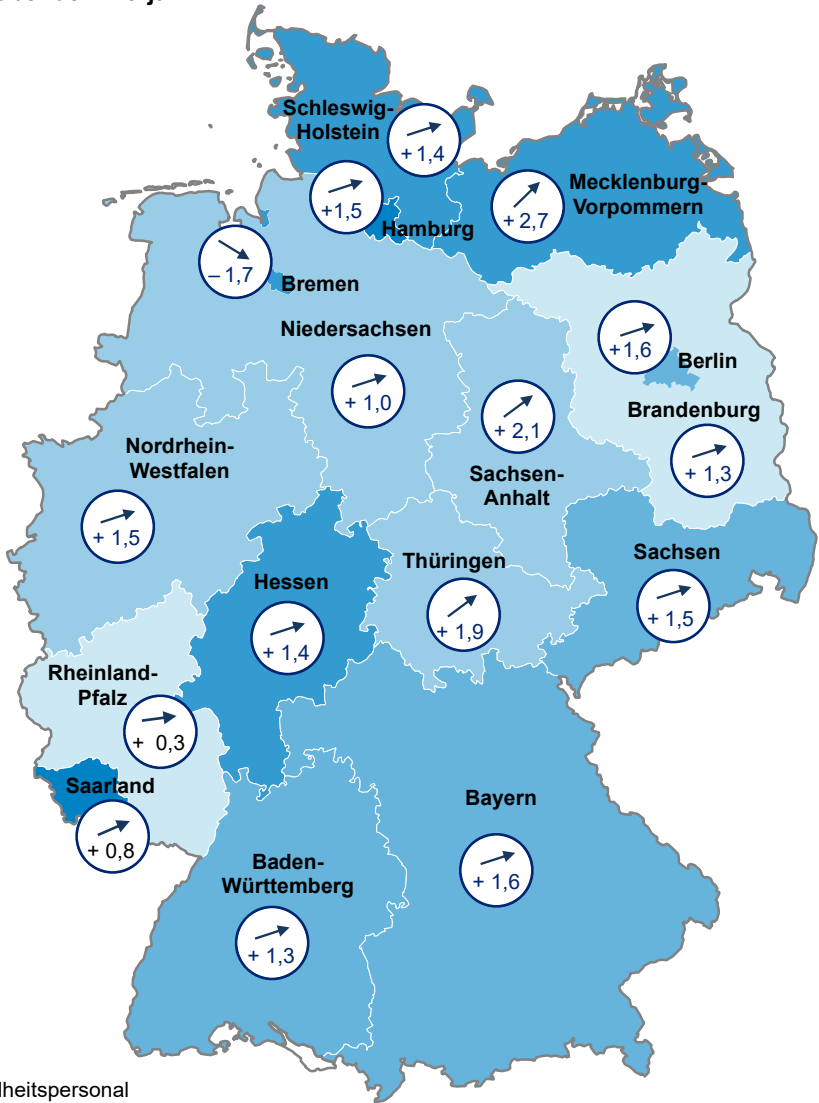 Schleswig-
Holstein
+ 1,4
Mecklenburg-
Vorpommern
+ 2,7
+1,5
Hamburg
– 1,7
Bremen
Niedersachsen
+ 1,0
+1,6
Berlin
Brandenburg
+ 1,3
+ 2,1
Sachsen-
Anhalt
Nordrhein-
Westfalen
+ 1,5
Hessen
+ 1,4
Thüringen
+ 1,9
Sachsen
+ 1,5
Rheinland-
Pfalz
+ 0,3
Saarland
+ 0,8
Bayern
+ 1,6
Baden-
Württemberg
+ 1,3
lheitspersonal